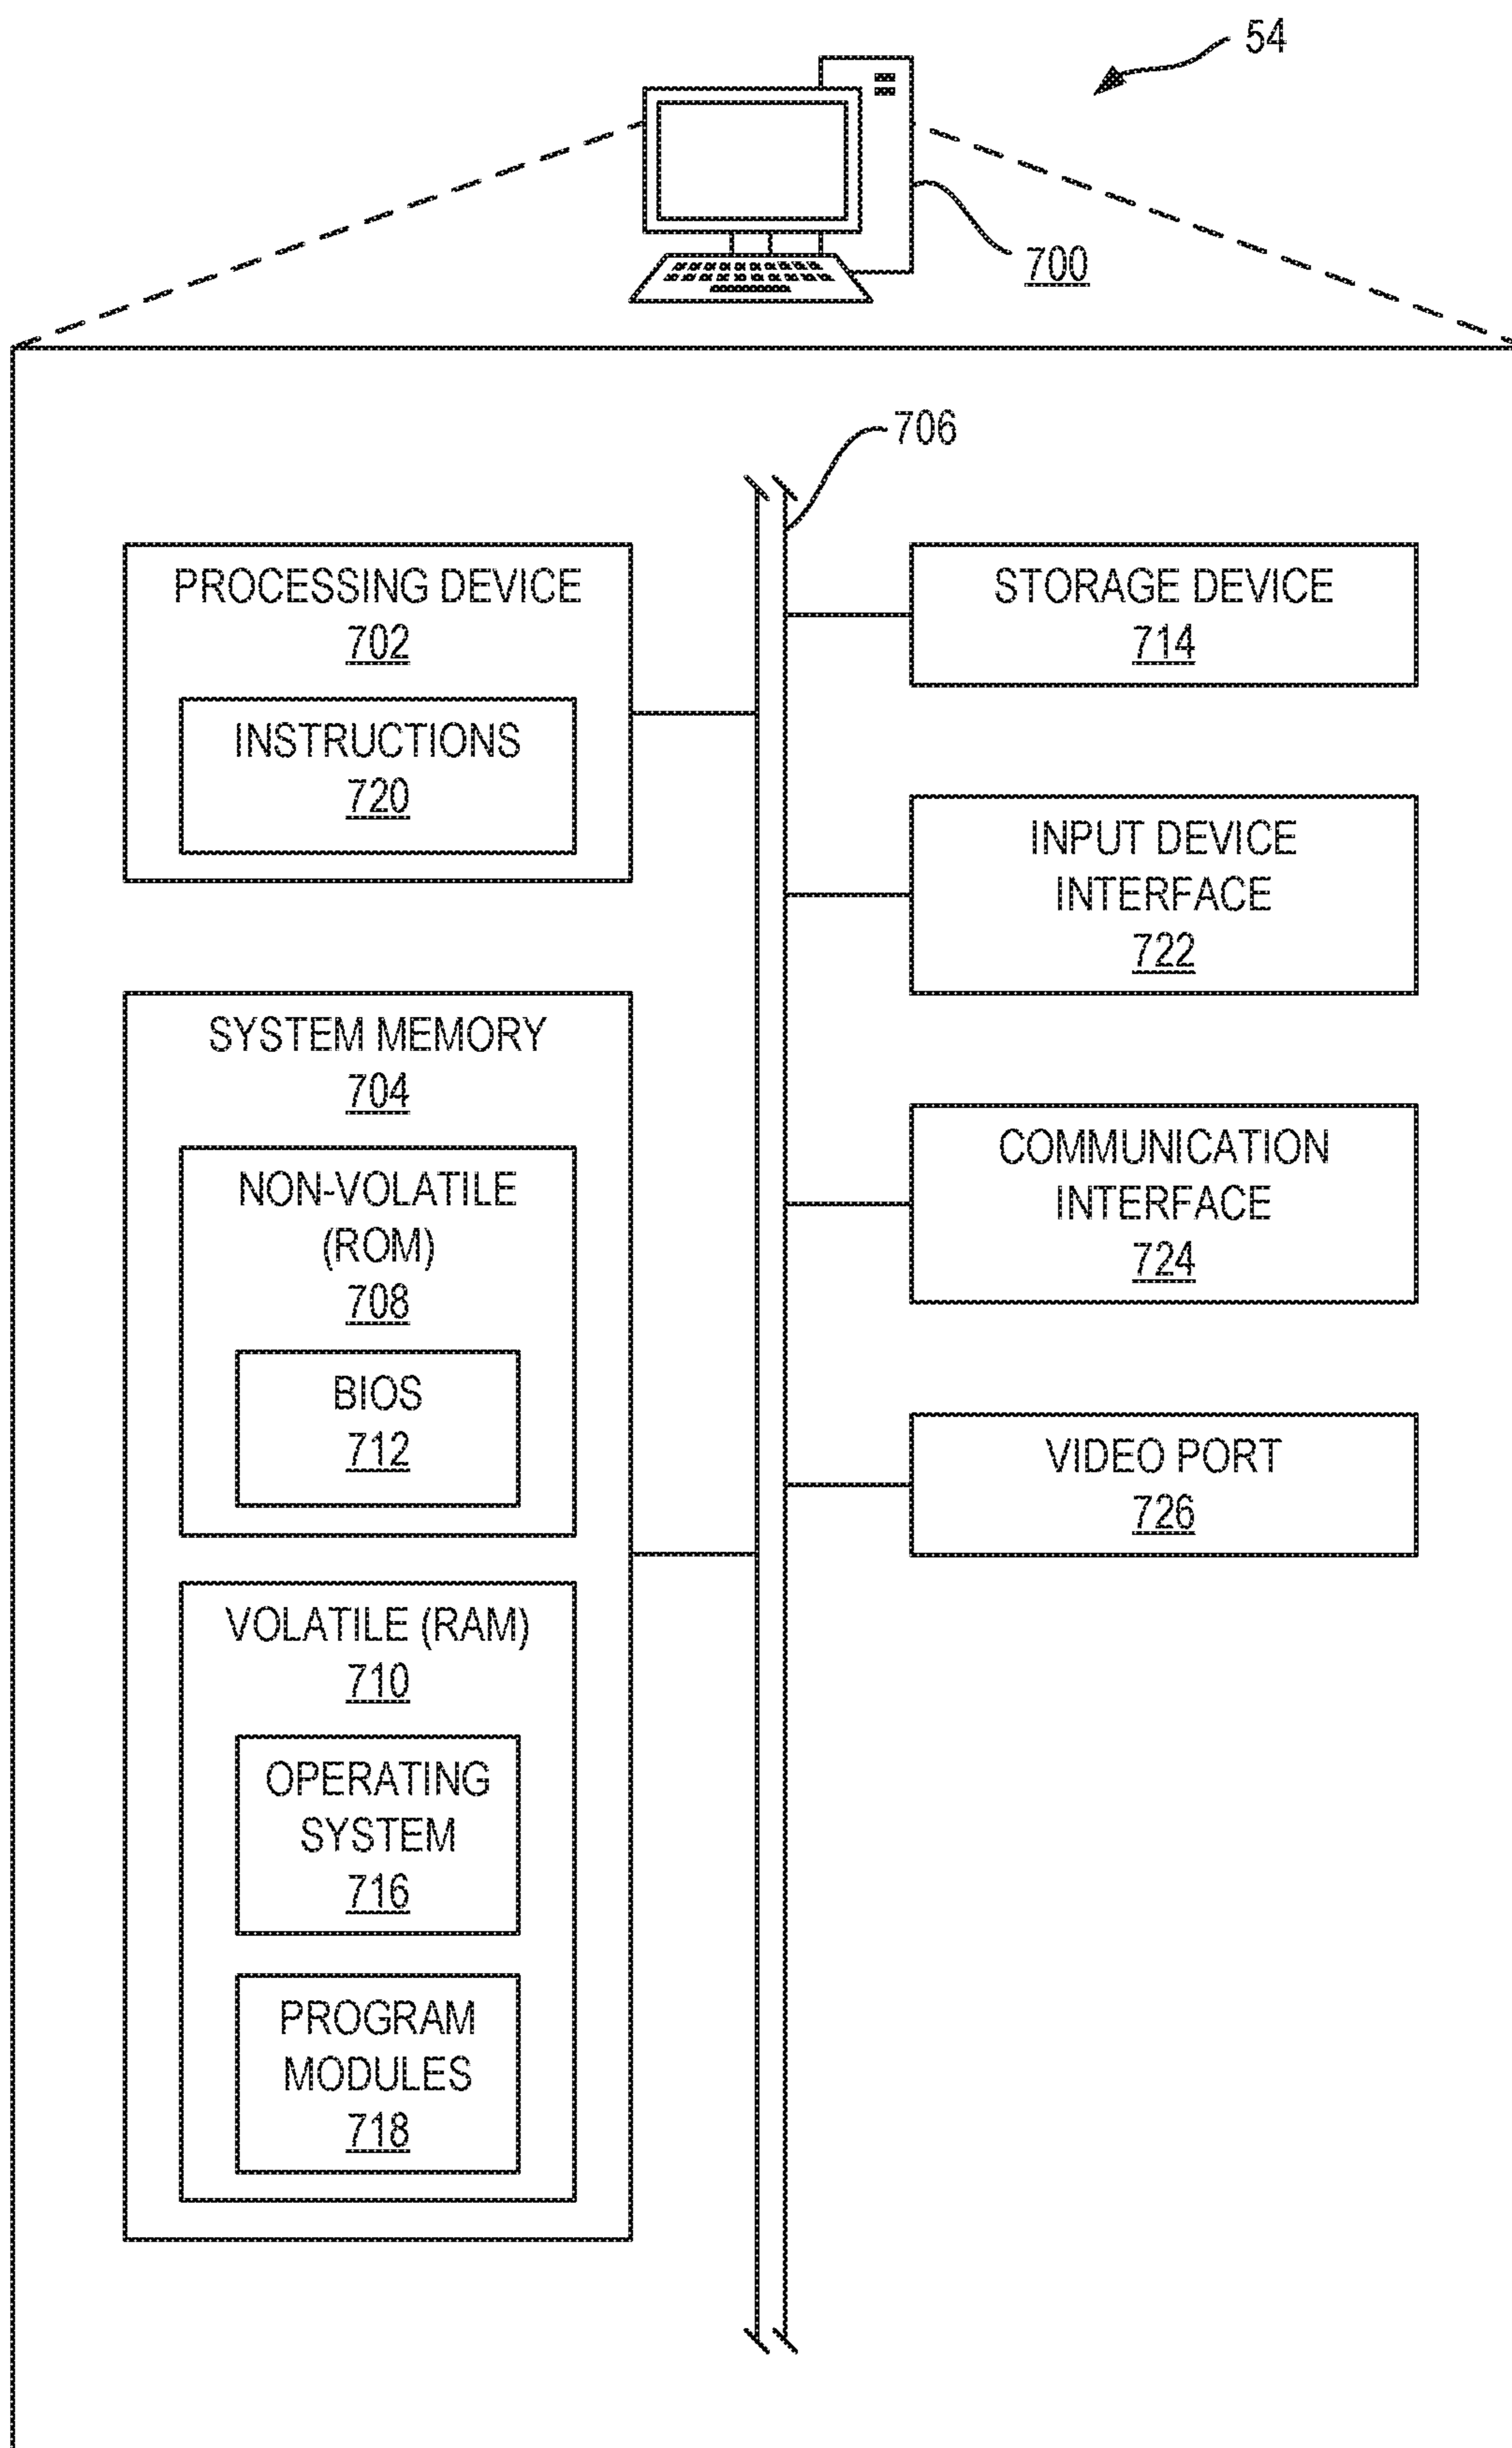 54
700
706
PROCESSING DEVICE
702
INSTRUCTIONS
720
SYSTEM MEMORY
704
NON-VOLATILE
(ROM)
708
BIOS
712
VOLATILE (RAM)
710
OPERATING
SYSTEM
716
PROGRAM
MODULES
718
STORAGE DEVICE
714
INPUT DEVICE
INTERFACE
722
COMMUNICATION
INTERFACE
724
VIDEO PORT
726